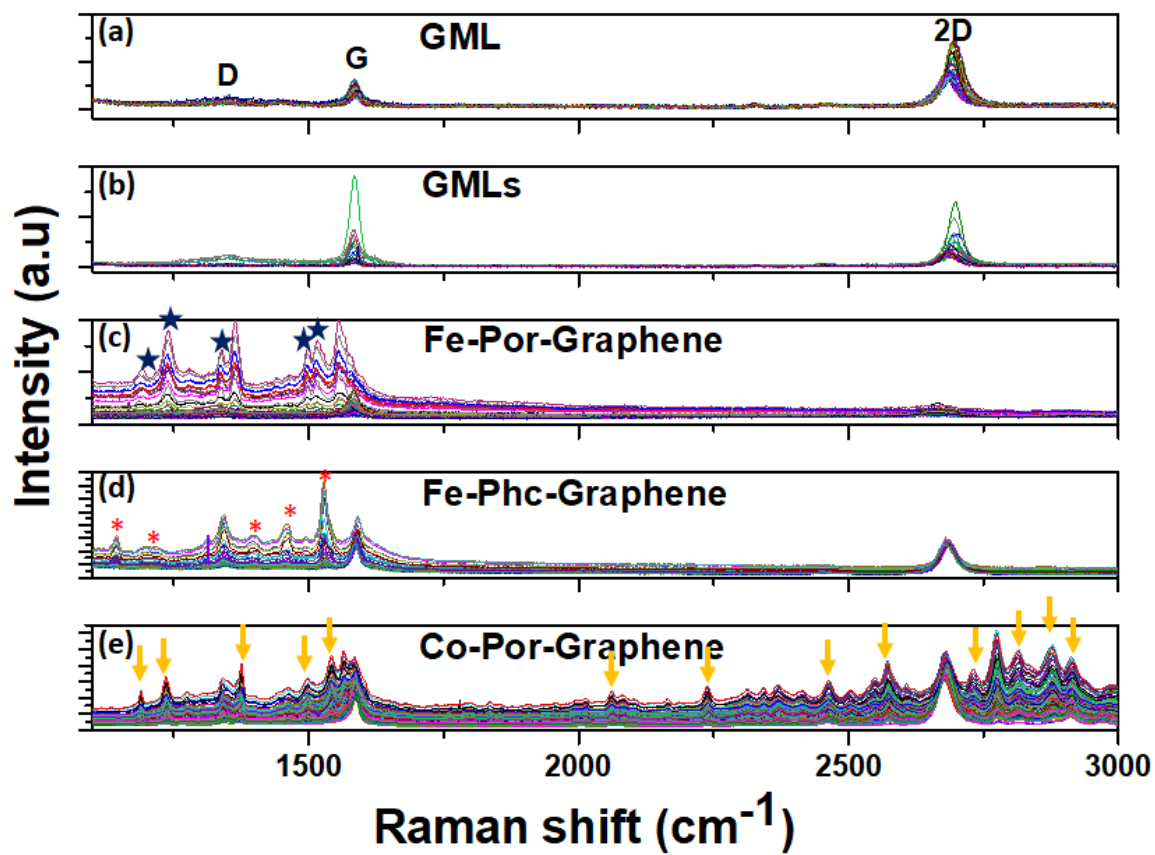 (a) GML
D
G
2D
(b) GMLs
(c) Fe-Por-Graphene
(d) Fe-Phc-Graphene
* * * * *
(e) Co-Por-Graphene
Intensity (a.u)
1500 2000 2500 3000
Raman shift (cm-1)